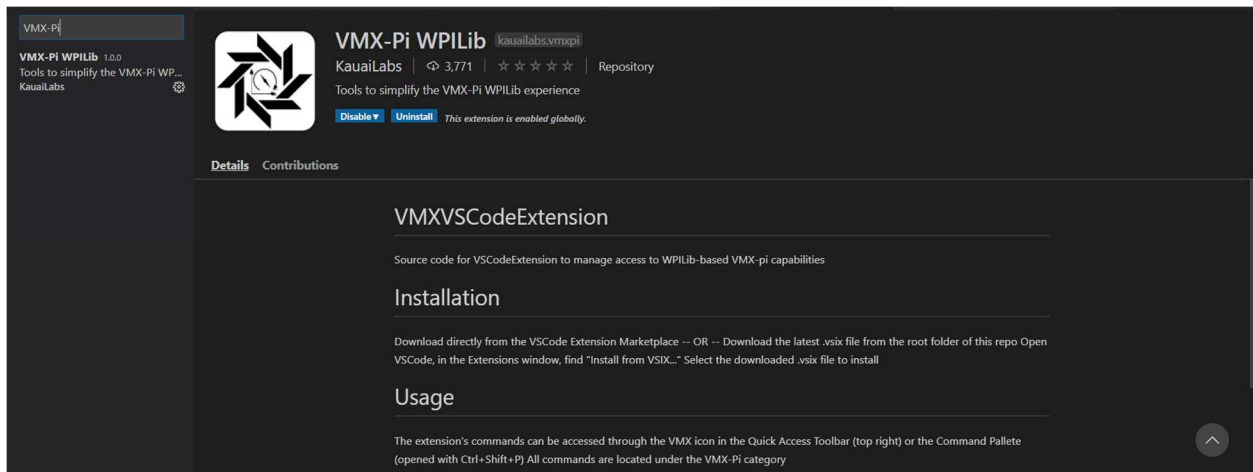 VMX-Pi
VMX-Pi WPILib 1.0.0
Tools to simplify the VMX-Pi WP...
KauaiLabs
VMX-Pi WPILib kauailabs.vmxpi
KauaiLabs 3,771 Repository
Tools to simplify the VMX-Pi WPILib experience
Disable Uninstall This extension is enabled globally.
Details Contributions
VMXVSCodeExtension
Source code for VSCodeExtension to manage access to WPILib-based VMX-pi capabilities
Installation
Download directly from the VSCode Extension Marketplace -- OR -- Download the latest .vsix file from the root folder of this repo Open
VSCode, in the Extensions window, find "Install from VSIX..." Select the downloaded .vsix file to install
Usage
The extension's commands can be accessed through the VMX icon in the Quick Access Toolbar (top right) or the Command Pallete
(opened with Ctrl+Shift+P) All commands are located under the VMX-Pi category